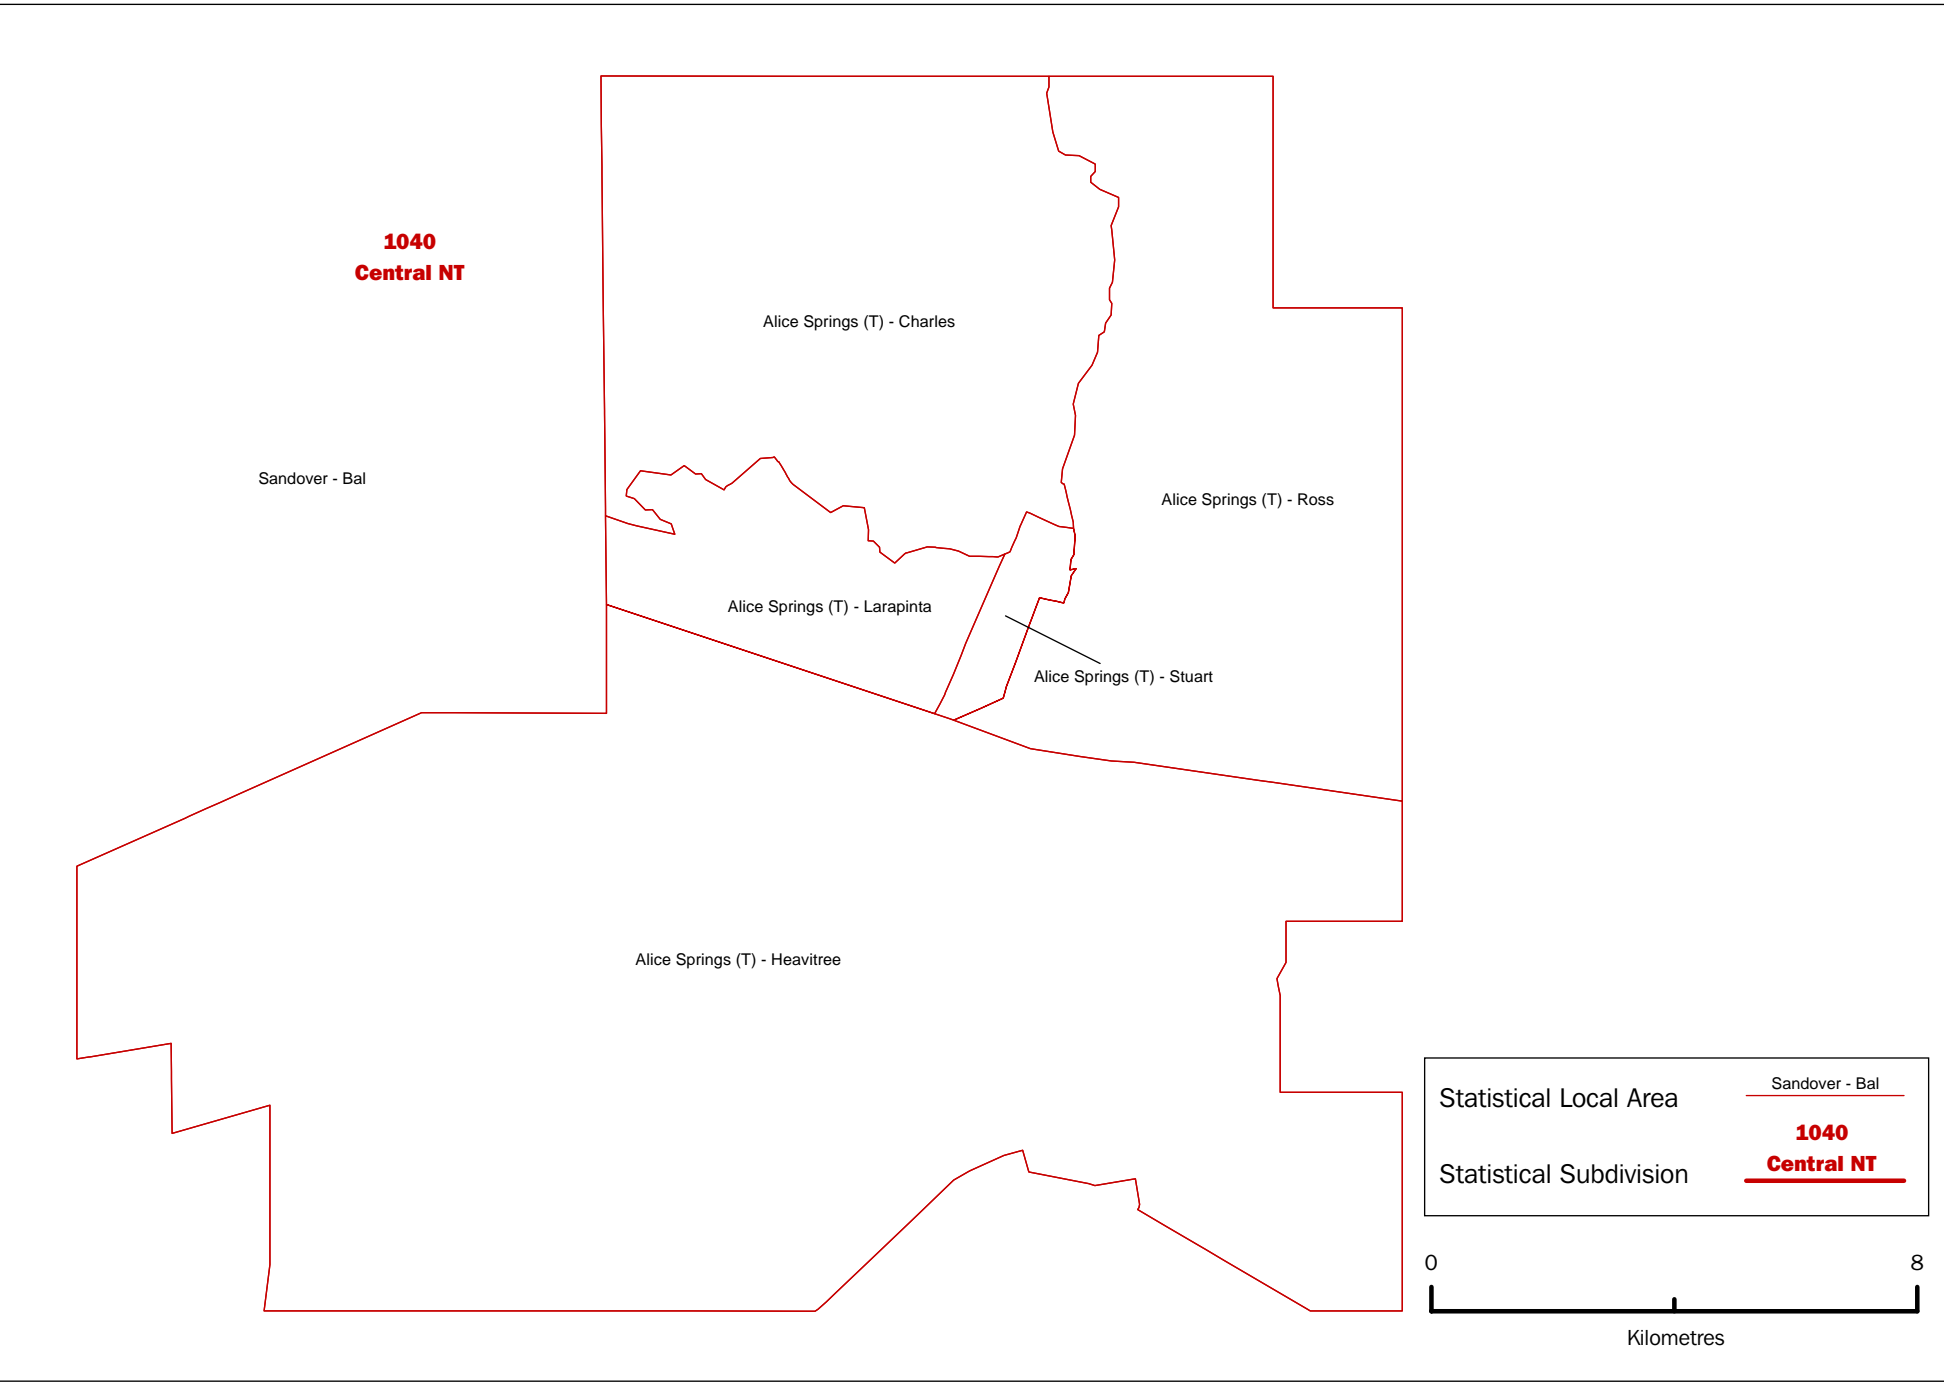 1040
Central NT
Alice Springs (T) - Charles
Sandover - Bal
Alice Springs (T) - Ross
Alice Springs (T) - Larapinta
Alice Springs (T) - Stuart
Alice Springs (T) - Heavitree
Statistical Local Area
Sandover - Bal
1040
Central NT
Statistical Subdivision
0 8
Kilometres